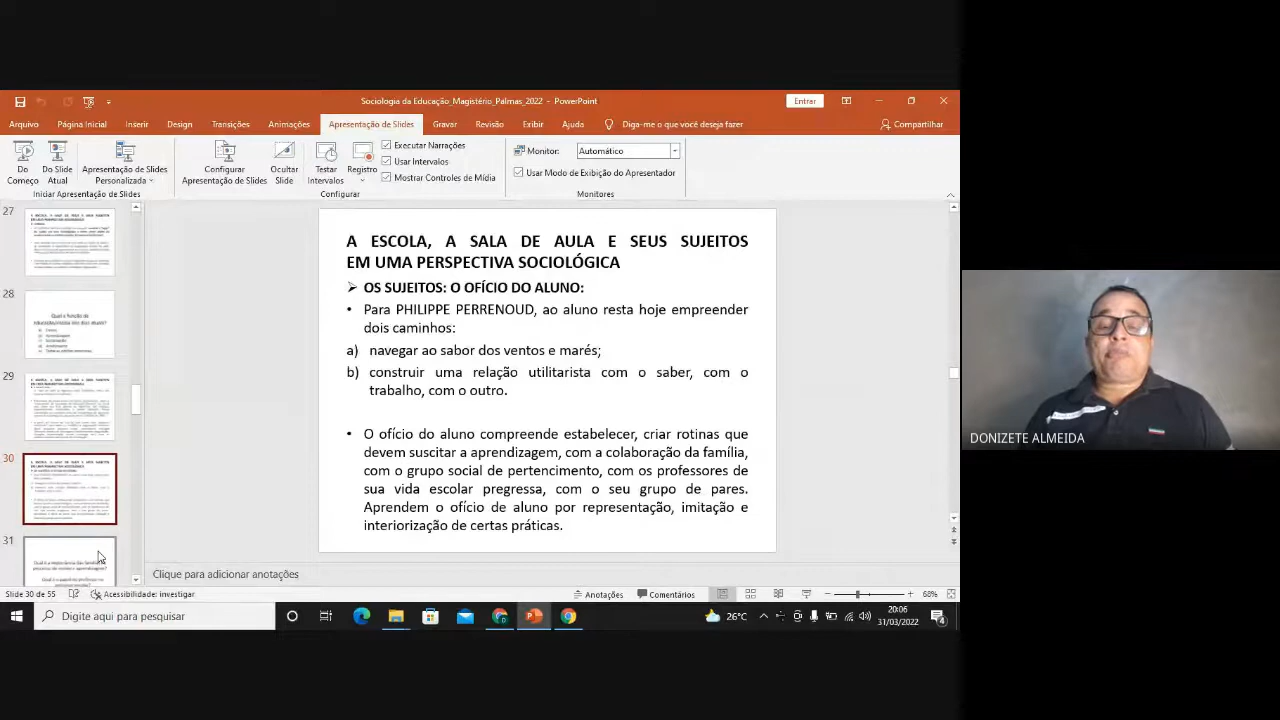 Sociologia da Educação_Magistério_Palmas_2022 - PowerPoint
Entrar
Arquivo Página Inicial Inserir Design Transições Animações Apresentação de Slides Gravar Revisão Exibir Ajuda Diga-me o que você deseja fazer Compartilhar
Do Começo
Do Slide Atual
Apresentação de Slides Personalizada
Iniciar Apresentação de Slides
Configurar Apresentação de Slides
Ocultar Slide
Testar Intervalos
Registro
Executar Narrações
Usar Intervalos
Mostrar Controles de Mídia
Configurar
Monitor: Automático
Usar Modo de Exibição do Apresentador
Monitores
27
28
29
30
31
ESCOLA, A SALA DE AULA E SEUS SUJEITOS
EM UMA PERSPETIVA SCIOLÓGICA
➢ OS SUJEITOS: O OFÍCIO DO ALUNO:
• Para PHILIPPE PERRENOUD, ao aluno resta hoje empreender
dois caminhos:
a) navegar ao sabor dos ventos e marés;
b) construir uma relação utilitarista com o saber, com o
trabalho, com o outro.
• O ofício do aluno compreende estabelecer, criar rotinas que
devem suscitar a aprendizagem, com a colaboração da família,
com o grupo social de pertencimento, com os professores da
sua vida escolar pregressa, com o seu grupo de pares.
Aprendem o ofício de aluno por representação, imitação,
interiorização de certas práticas.
Clique para adicionar anotações
Slide 30 de 55 Acessibilidade: investigar Anotações Comentários 68%
Digite aqui para pesquisar
26°C
20:06
31/03/2022
4
DONIZETE ALMEIDA